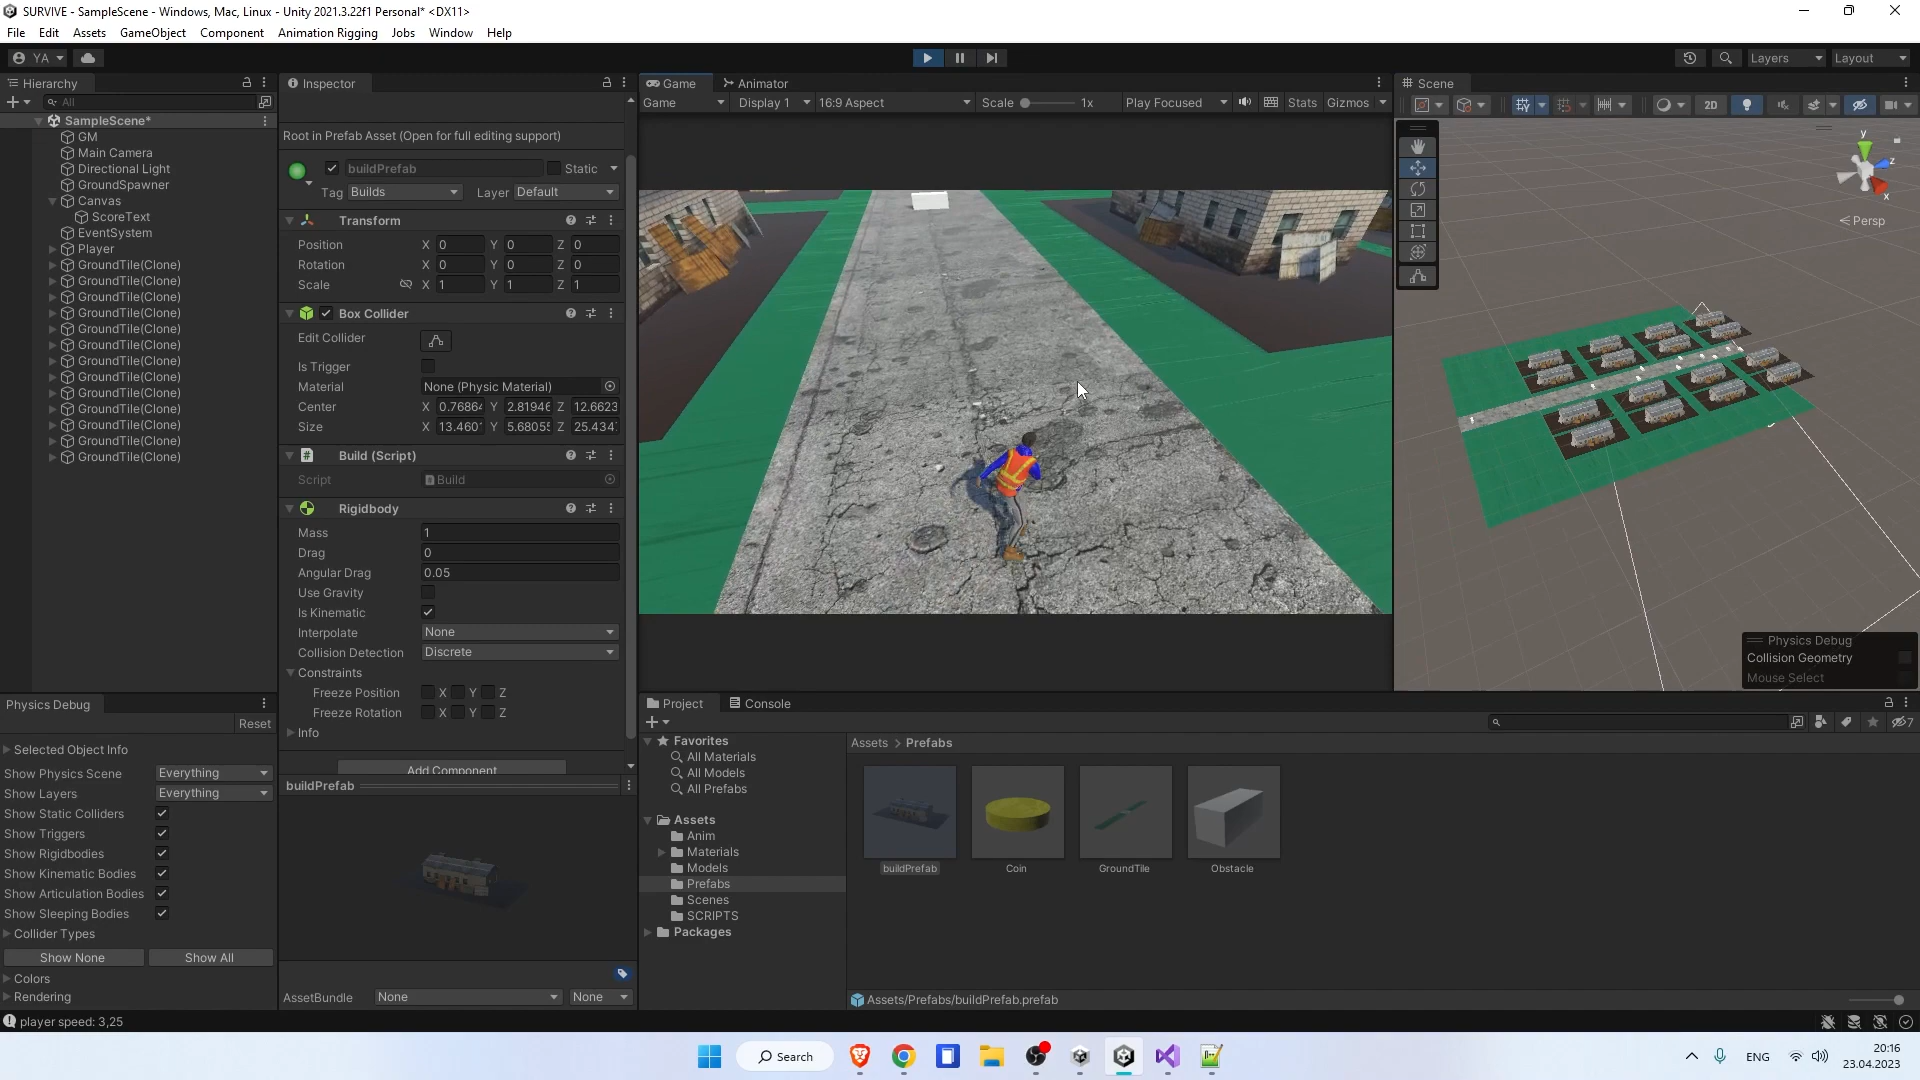 SURVIVE - SampleScene - Windows, Mac, Linux - Unity 2021.3.22f1 Personal* <DX11>
File Edit Assets GameObject Component Animation Rigging Jobs Window Help
YA
Layers Layout
Hierarchy
All
SampleScene*
GM
Main Camera
Directional Light
GroundSpawner
Canvas
ScoreText
EventSystem
Player
GroundTile(Clone)
GroundTile(Clone)
GroundTile(Clone)
GroundTile(Clone)
GroundTile(Clone)
GroundTile(Clone)
GroundTile(Clone)
GroundTile(Clone)
GroundTile(Clone)
GroundTile(Clone)
GroundTile(Clone)
GroundTile(Clone)
GroundTile(Clone)
Physics Debug
Reset
Selected Object Info
Show Physics Scene Everything
Show Layers Everything
Show Static Colliders
Show Triggers
Show Rigidbodies
Show Kinematic Bodies
Show Articulation Bodies
Show Sleeping Bodies
Collider Types
Show None Show All
Colors
Rendering
player speed: 3,25
Inspector
Root in Prefab Asset (Open for full editing support)
buildPrefab Static
Tag Builds Layer Default
Transform
Position X 0 Y 0 Z 0
Rotation X 0 Y 0 Z 0
Scale X 1 Y 1 Z 1
Box Collider
Edit Collider
Is Trigger
Material None (Physic Material)
Center X 0.7686 Y 2.81946 Z 12.6623
Size X 13.460 Y 5.68055 Z 25.434
Build (Script)
Script Build
Rigidbody
Mass 1
Drag 0
Angular Drag 0.05
Use Gravity
Is Kinematic
Interpolate None
Collision Detection Discrete
Constraints
Freeze Position X Y Z
Freeze Rotation X Y Z
Info
Add Component
buildPrefab
AssetBundle None None
Game Animator
Game Display 1 16:9 Aspect Scale 1x Play Focused Stats Gizmos
Scene
2D
y
z
x
Persp
Physics Debug
Collision Geometry
Mouse Select
Project Console
7
Favorites
All Materials
All Models
All Prefabs
Assets
Anim
Materials
Models
Prefabs
Scenes
SCRIPTS
Packages
Assets > Prefabs
buildPrefab Coin GroundTile Obstacle
Assets/Prefabs/buildPrefab.prefab
Search
ENG
20:16
23.04.2023